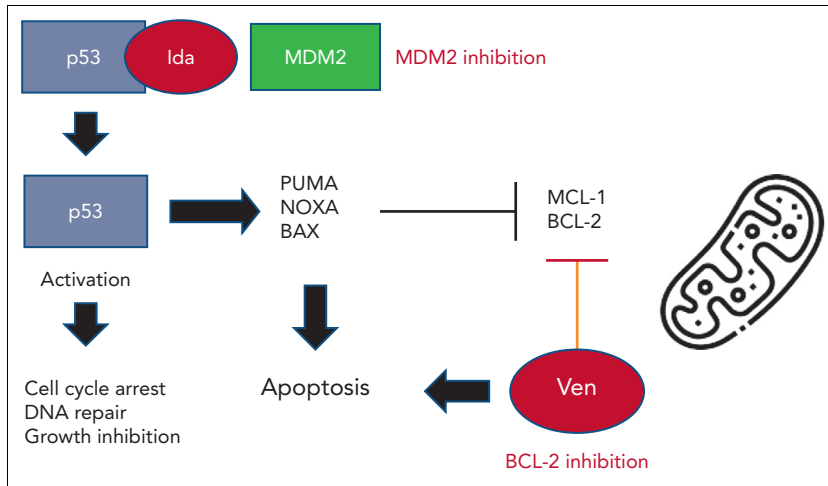 p53
Ida
MDM2
MDM2 inhibition
p53
PUMA
NOXA
BAX
MCL-1
BCL-2
Activation
Cell cycle arrest
DNA repair
Growth inhibition
Apoptosis
Ven
BCL-2 inhibition